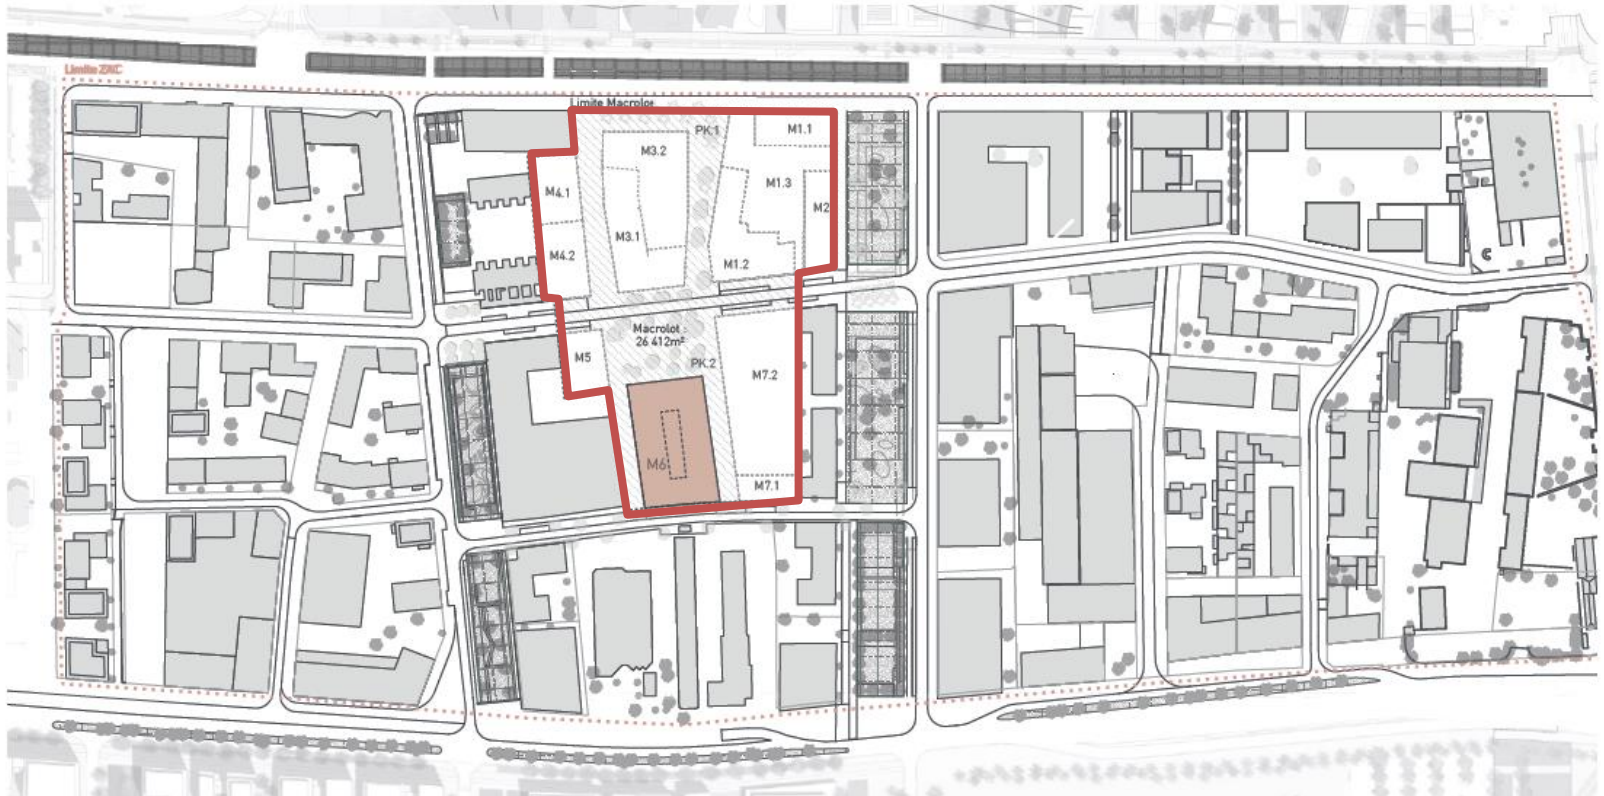 Limite ZAC
Limite Macrolot
PK.1
M1.1
M3.2
M4.1
M1.3
M2
M3.1
M4.2
M1.2
Macrolot :
26 412m²
M5
PK.2
M7.2
M6
M7.1